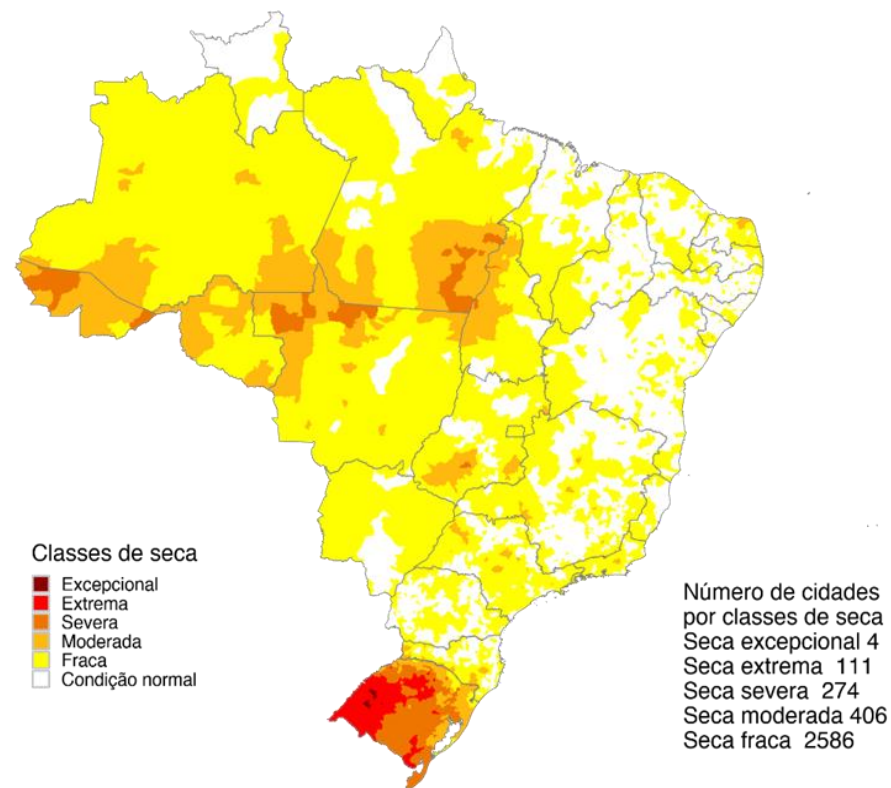 Classes de seca
Excepcional
Extrema
Severa
Moderada
Fraca
Condição normal
Número de cidades
por classes de seca
Seca excepcional 4
Seca extrema 111
Seca severa 274
Seca moderada 406
Seca fraca 2586